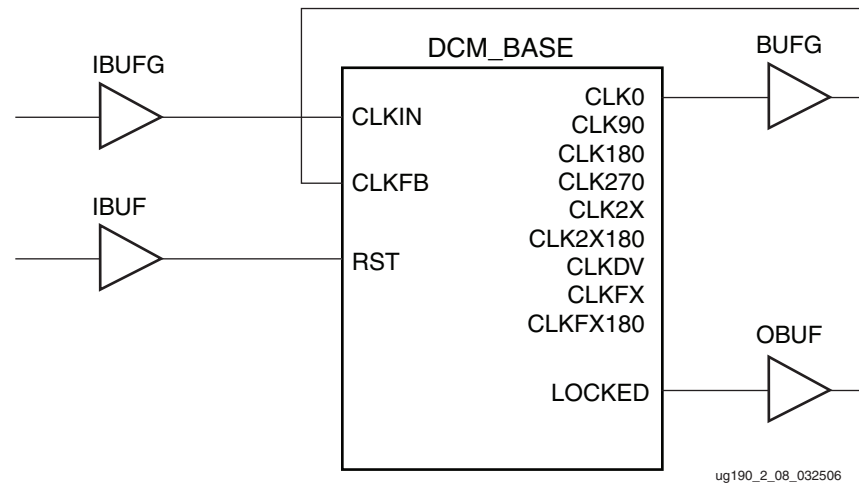 DCM_BASE
BUFG
IBUFG
CLKIN
CLKFB
IBUF
RST
CLK0
CLK90
CLK180
CLK270
CLK2X
CLK2X180
CLKDV
CLKFX
CLKFX180
OBUF
LOCKED
ug190_2_08_032506